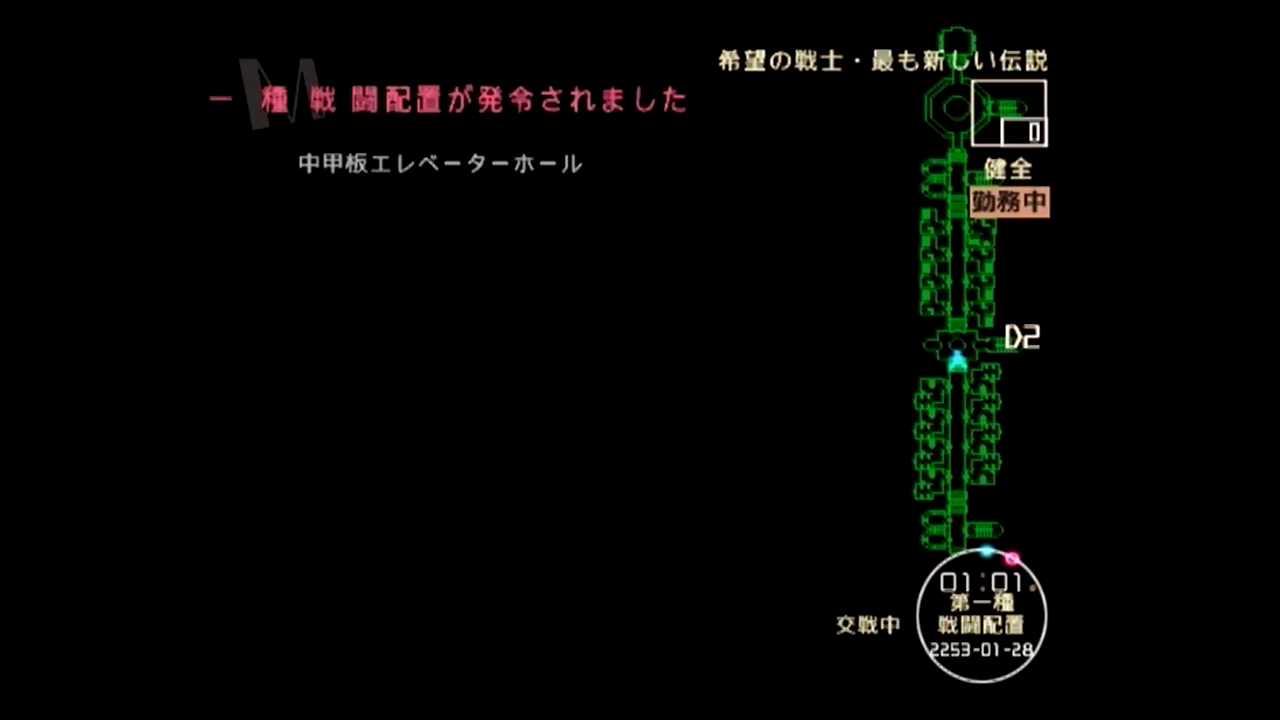 希望の戦士・最も新しい伝説
一種戦闘配置が発令されました
0
中甲板エレベーターホール
健全
勤務中
D2
01:01
第一種
戦闘配置
交戦中
2253-01-28